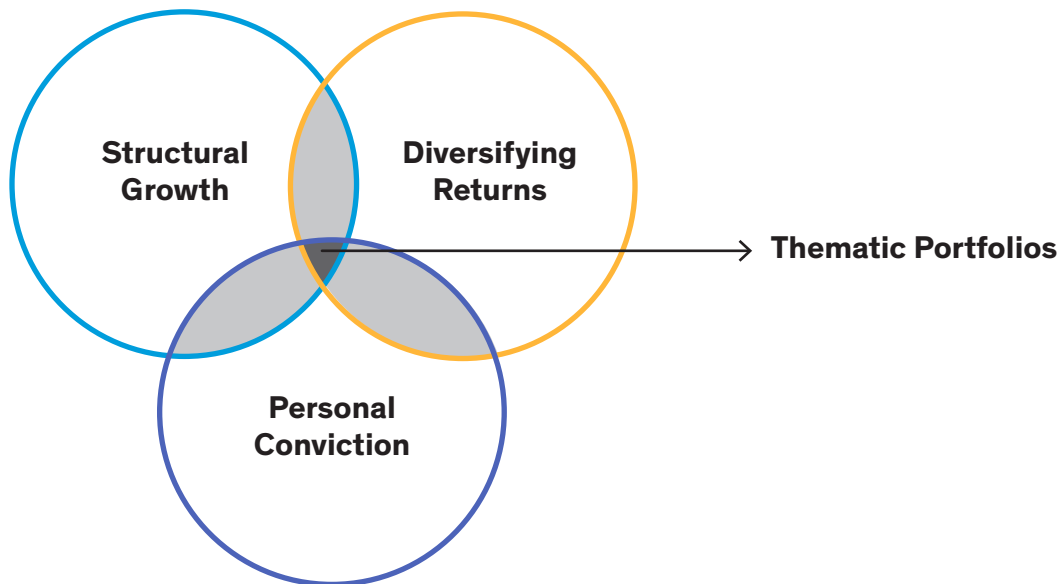 Structural
Growth
Diversifying
Returns
Thematic Portfolios
Personal
Conviction